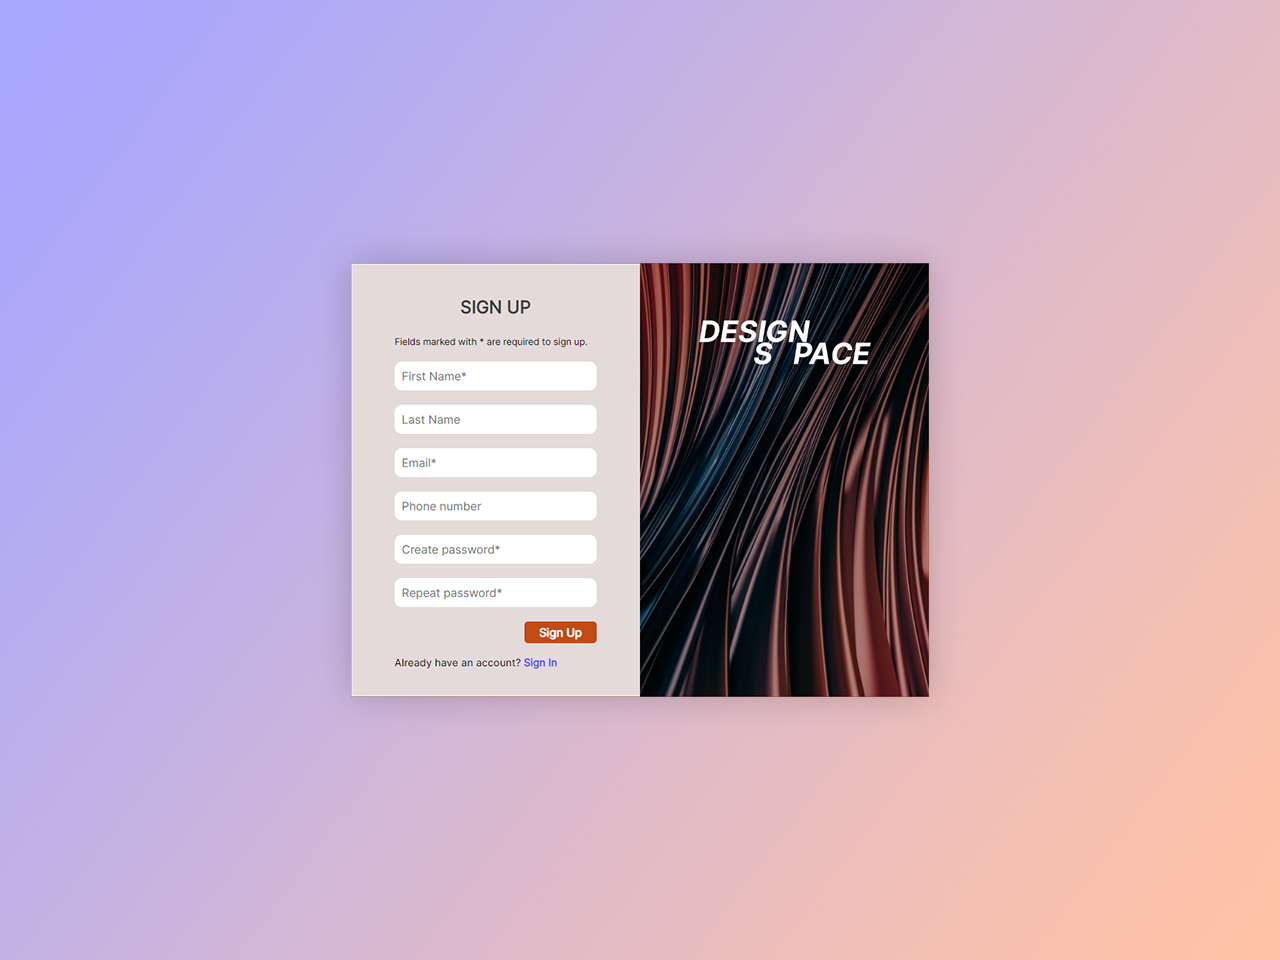 SIGN UP
Fields marked with * are required to sign up.
First Name*
Last Name
Email*
Phone number
Create password*
Repeat password*
Sign Up
Already have an account? Sign In
DESIGN
S PACE